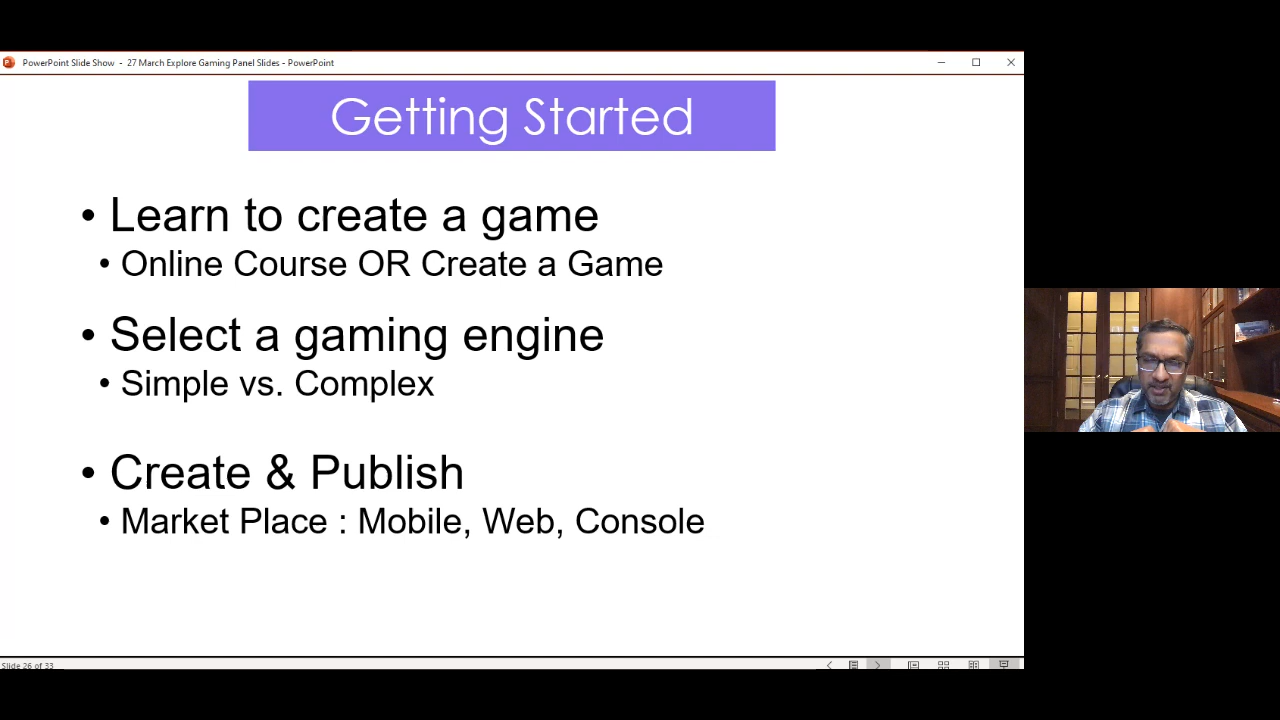 PowerPoint Slide Show - 27 March Explore Gaming Panel Slides - PowerPoint
Getting Started
• Learn to create a game
• Online Course OR Create a Game
• Select a gaming engine
• Simple vs. Complex
• Create & Publish
• Market Place : Mobile, Web, Console
Slide 26 of 33